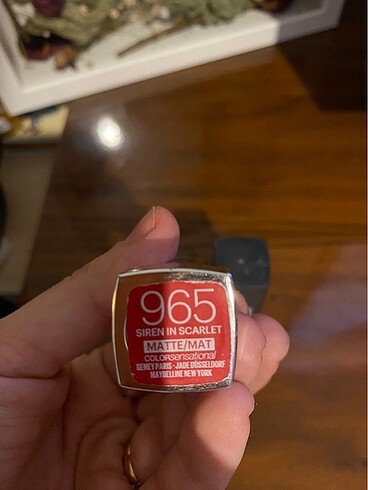 965
SIREN IN SCARLET
MATTE/MAT
COLORsensational
GEMEY PARIS - JADE DÜSSELDORF
MAYBELLINE NEW YORK